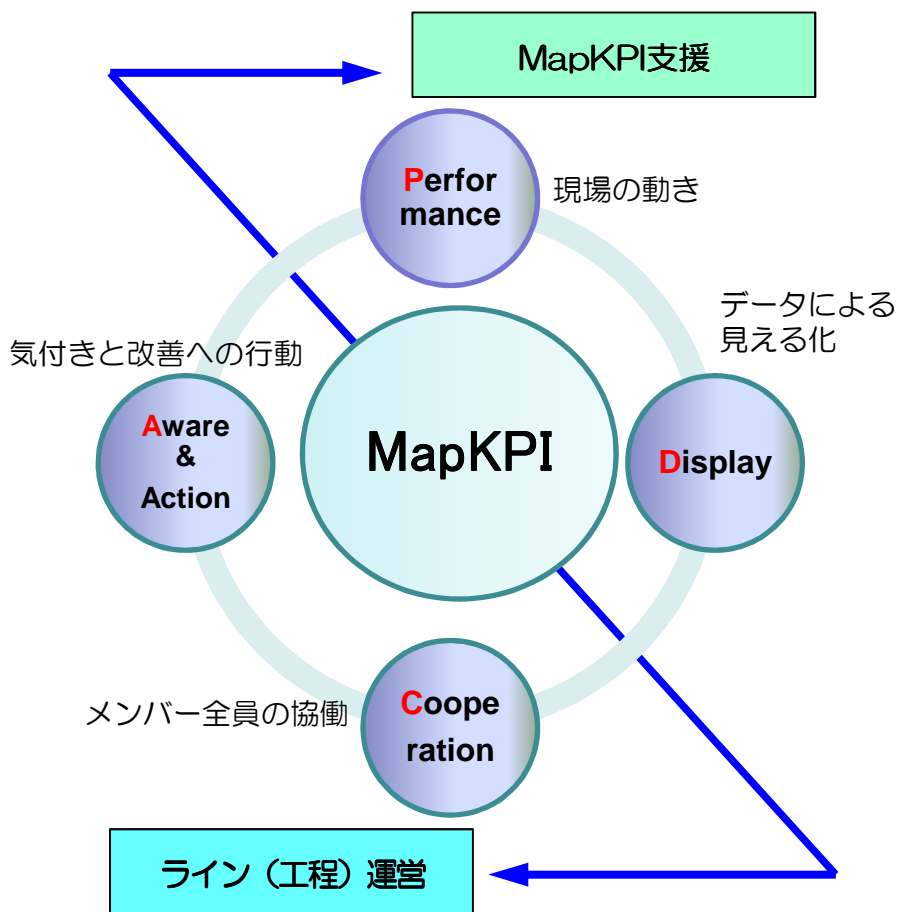 MapKPI支援
Perfor
mance
現場の動き
データによる
見える化
気付きと改善への行動
Aware
&
Action
MapKPI
Display
メンバー全員の協働
Coope
ration
ライン（工程）運営